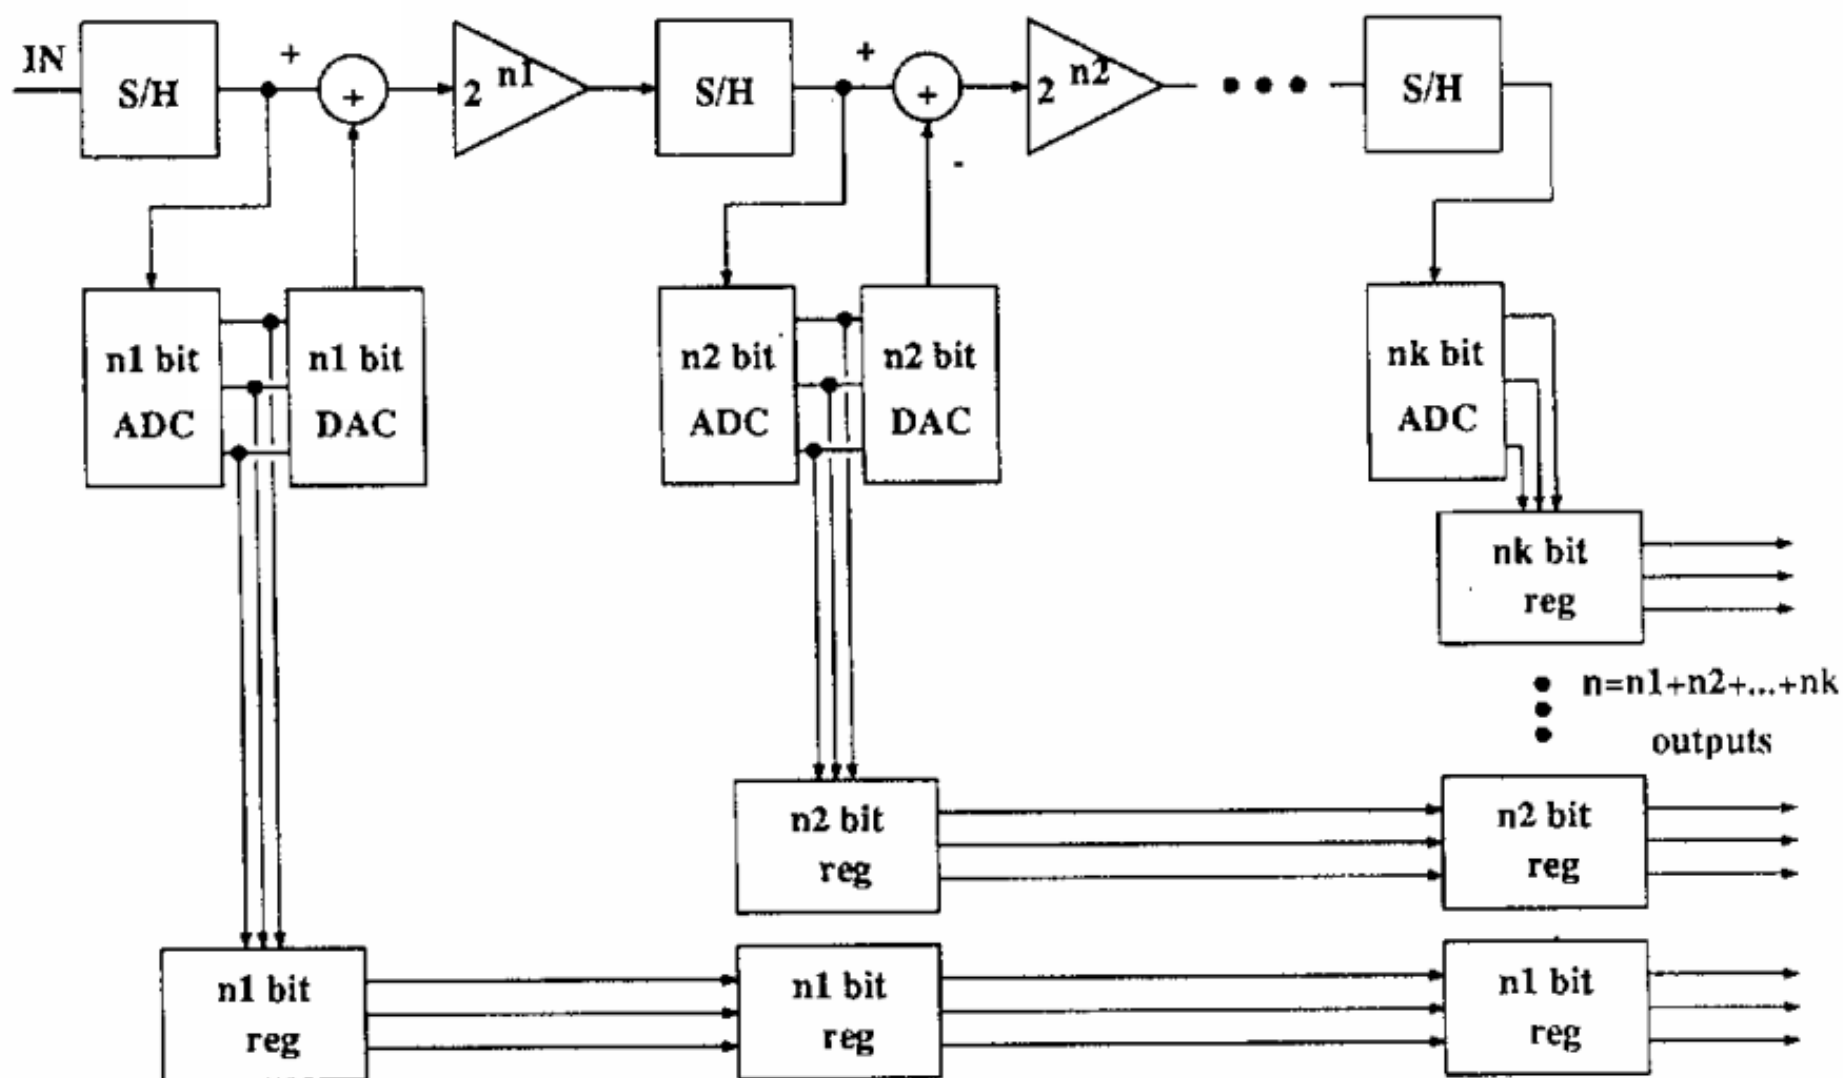 IN
S/H
+
+
2 n1
S/H
+
+
-
2 n2
S/H
n1 bit
ADC
n1 bit
DAC
n2 bit
ADC
n2 bit
DAC
nk bit
ADC
nk bit
reg
n=n1+n2+...+nk
outputs
n2 bit
reg
n2 bit
reg
n1 bit
reg
n1 bit
reg
n1 bit
reg